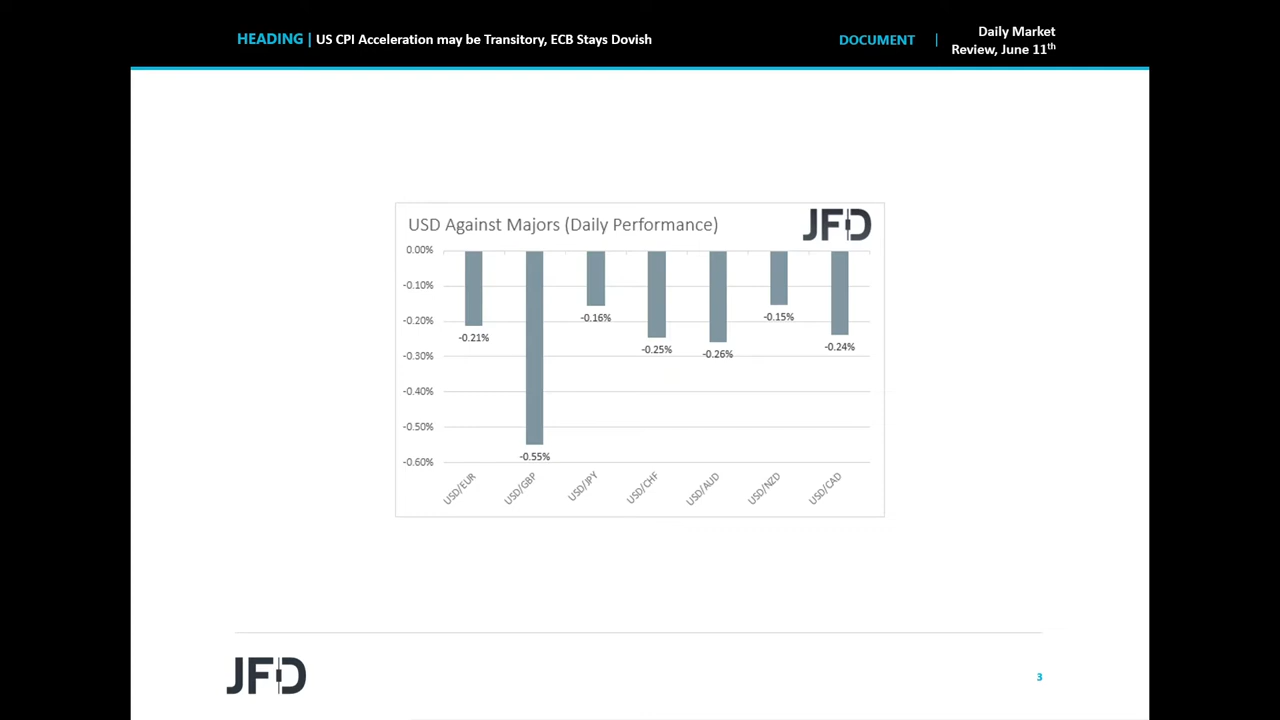 HEADING | US CPI Acceleration may be Transitory, ECB Stays Dovish
DOCUMENT |
Daily Market
Review, June 11th
USD Against Majors (Daily Performance)
JFD
0.00%
-0.10%
-0.20%
-0.30%
-0.40%
-0.50%
-0.60%
-0.21%
-0.55%
-0.16%
-0.25%
-0.26%
-0.15%
-0.24%
USD/EUR
USD/GBP
USD/JPY
USD/CHF
USD/AUD
USD/NZD
USD/CAD
JFD
3